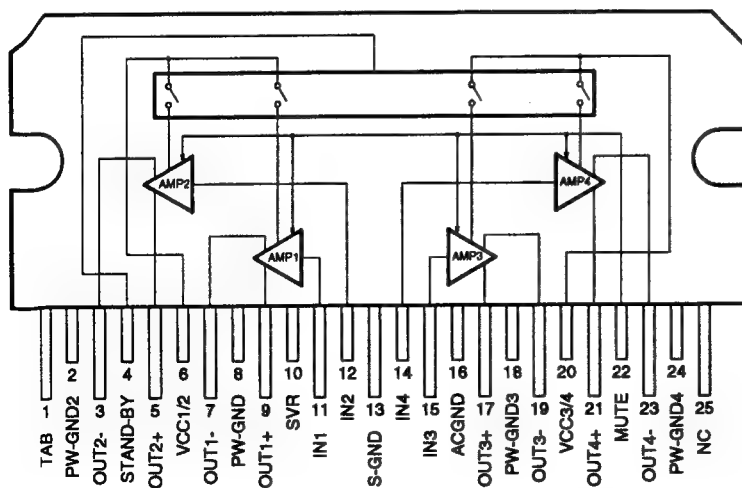 AMP2
AMP4
AMP1
AMP3
1 TAB
2 PW-GND2
3 OUT2-
4 STAND-BY
5 OUT2+
6 VCC1/2
7 OUT1-
8 PW-GND
9 OUT1+
10 SVR
11 IN1
12 IN2
13 S-GND
14 IN4
15 IN3
16 ACGND
17 OUT3+
18 PW-GND3
19 OUT3-
20 VCC3/4
21 OUT4+
22 MUTE
23 OUT4-
24 PW-GND4
25 NC